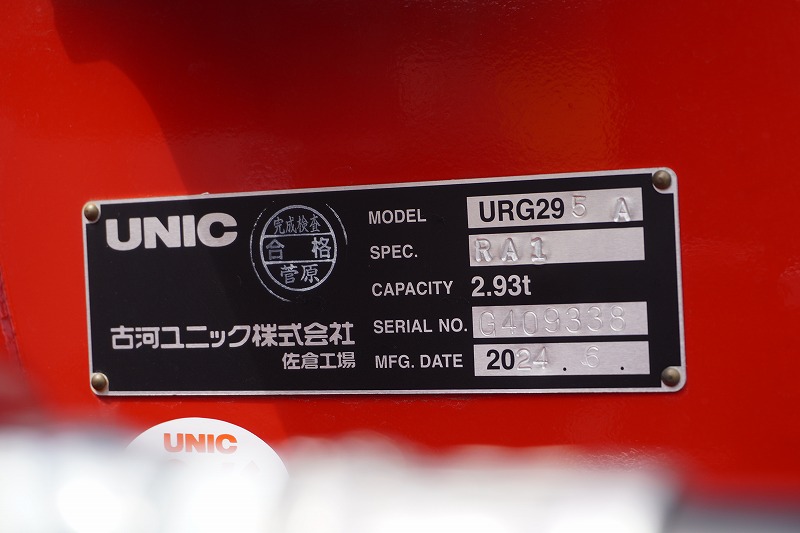 UNIC
完成検査
合格
菅原
古河ユニック株式会社
佐倉工場
MODEL URG295 A
SPEC. RA1
CAPACITY 2.93t
SERIAL NO. G409338
MFG. DATE 2024.6.
UNIC